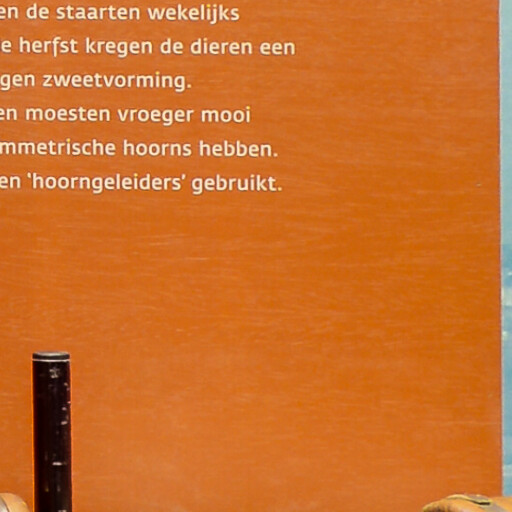 en de staarten wekelijks
e herfst kregen de dieren een
gen zweetvorming.
en moesten vroeger mooi
mmetrische hoorns hebben.
en ‘hoorngeleiders’ gebruikt.